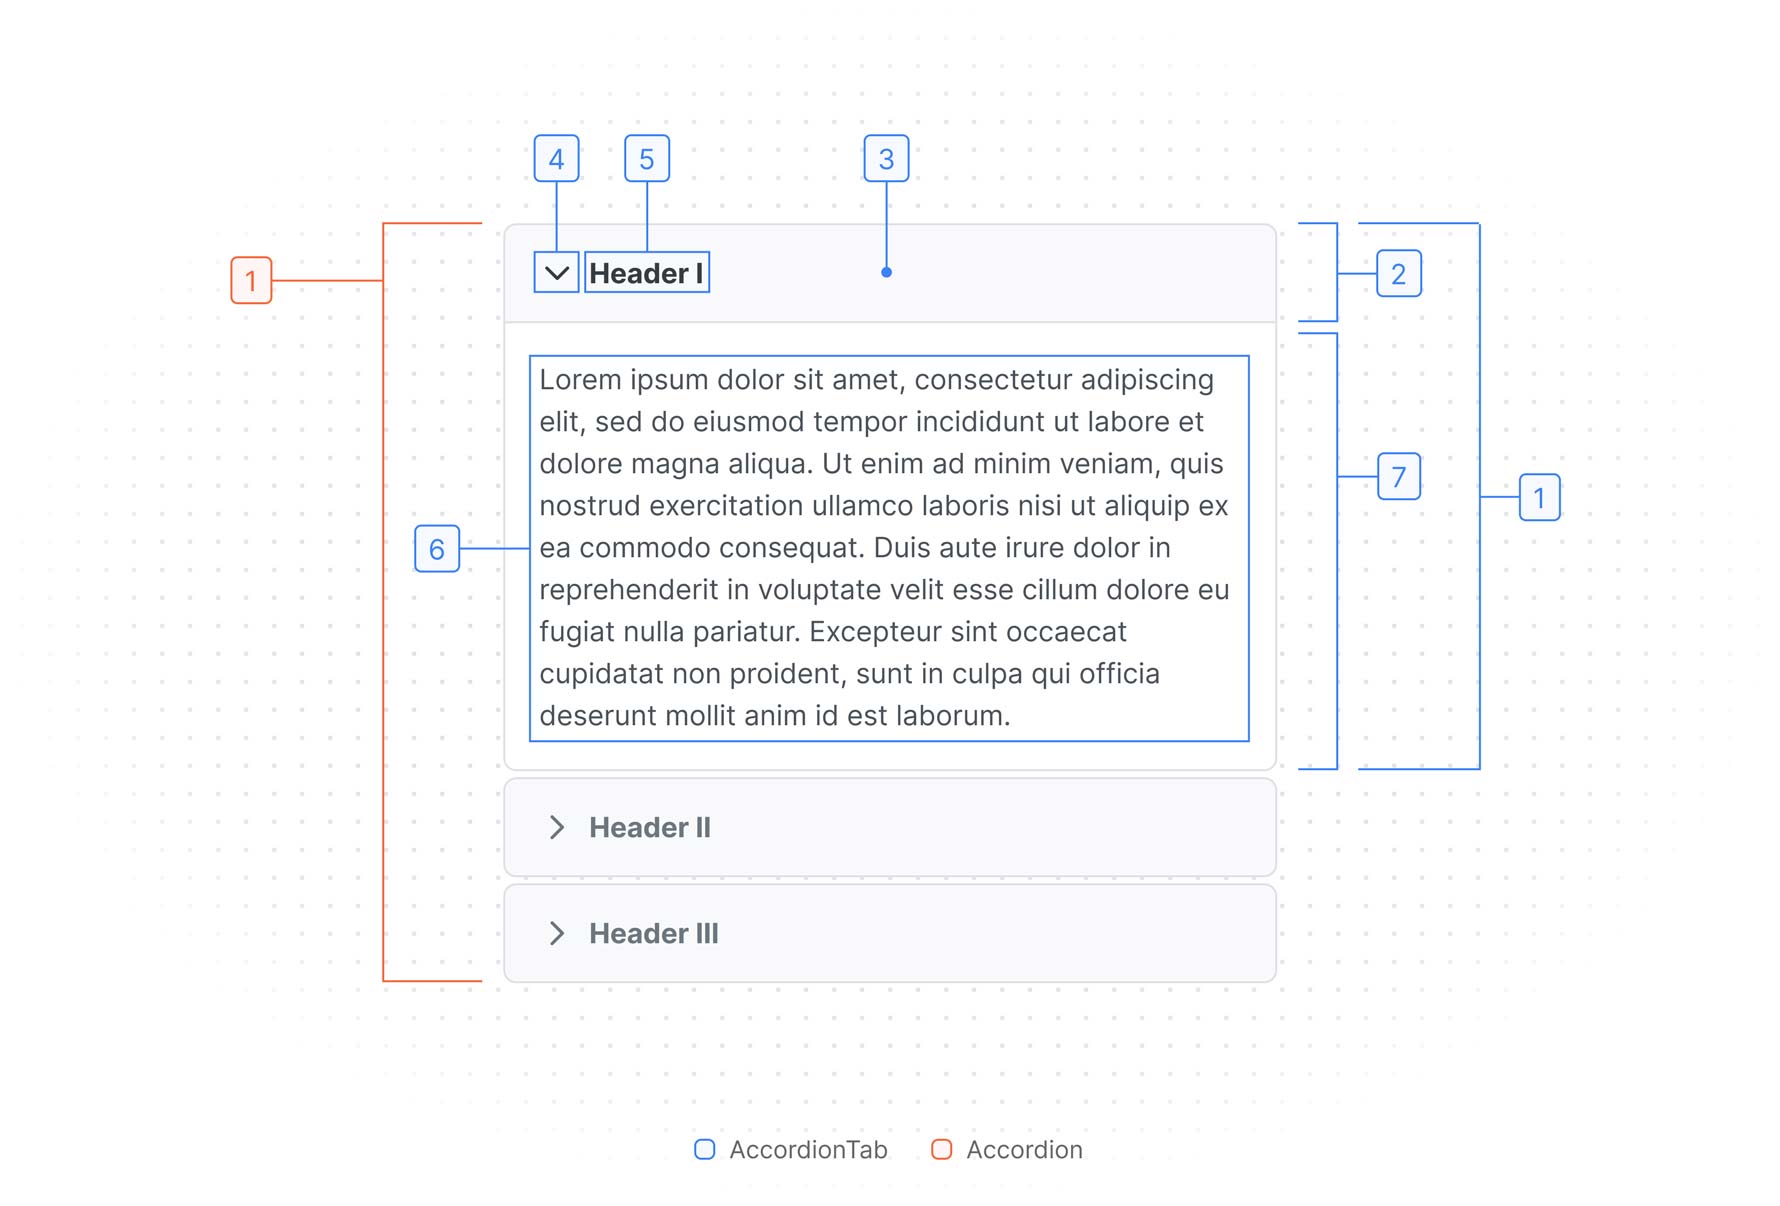 4 5 3
1
2
Header I
Lorem ipsum dolor sit amet, consectetur adipiscing
elit, sed do eiusmod tempor incididunt ut labore et
dolore magna aliqua. Ut enim ad minim veniam, quis
nostrud exercitation ullamco laboris nisi ut aliquip ex
ea commodo consequat. Duis aute irure dolor in
reprehenderit in voluptate velit esse cillum dolore eu
fugiat nulla pariatur. Excepteur sint occaecat
cupidatat non proident, sunt in culpa qui officia
deserunt mollit anim id est laborum.
7
1
6
Header II
Header III
AccordionTab Accordion